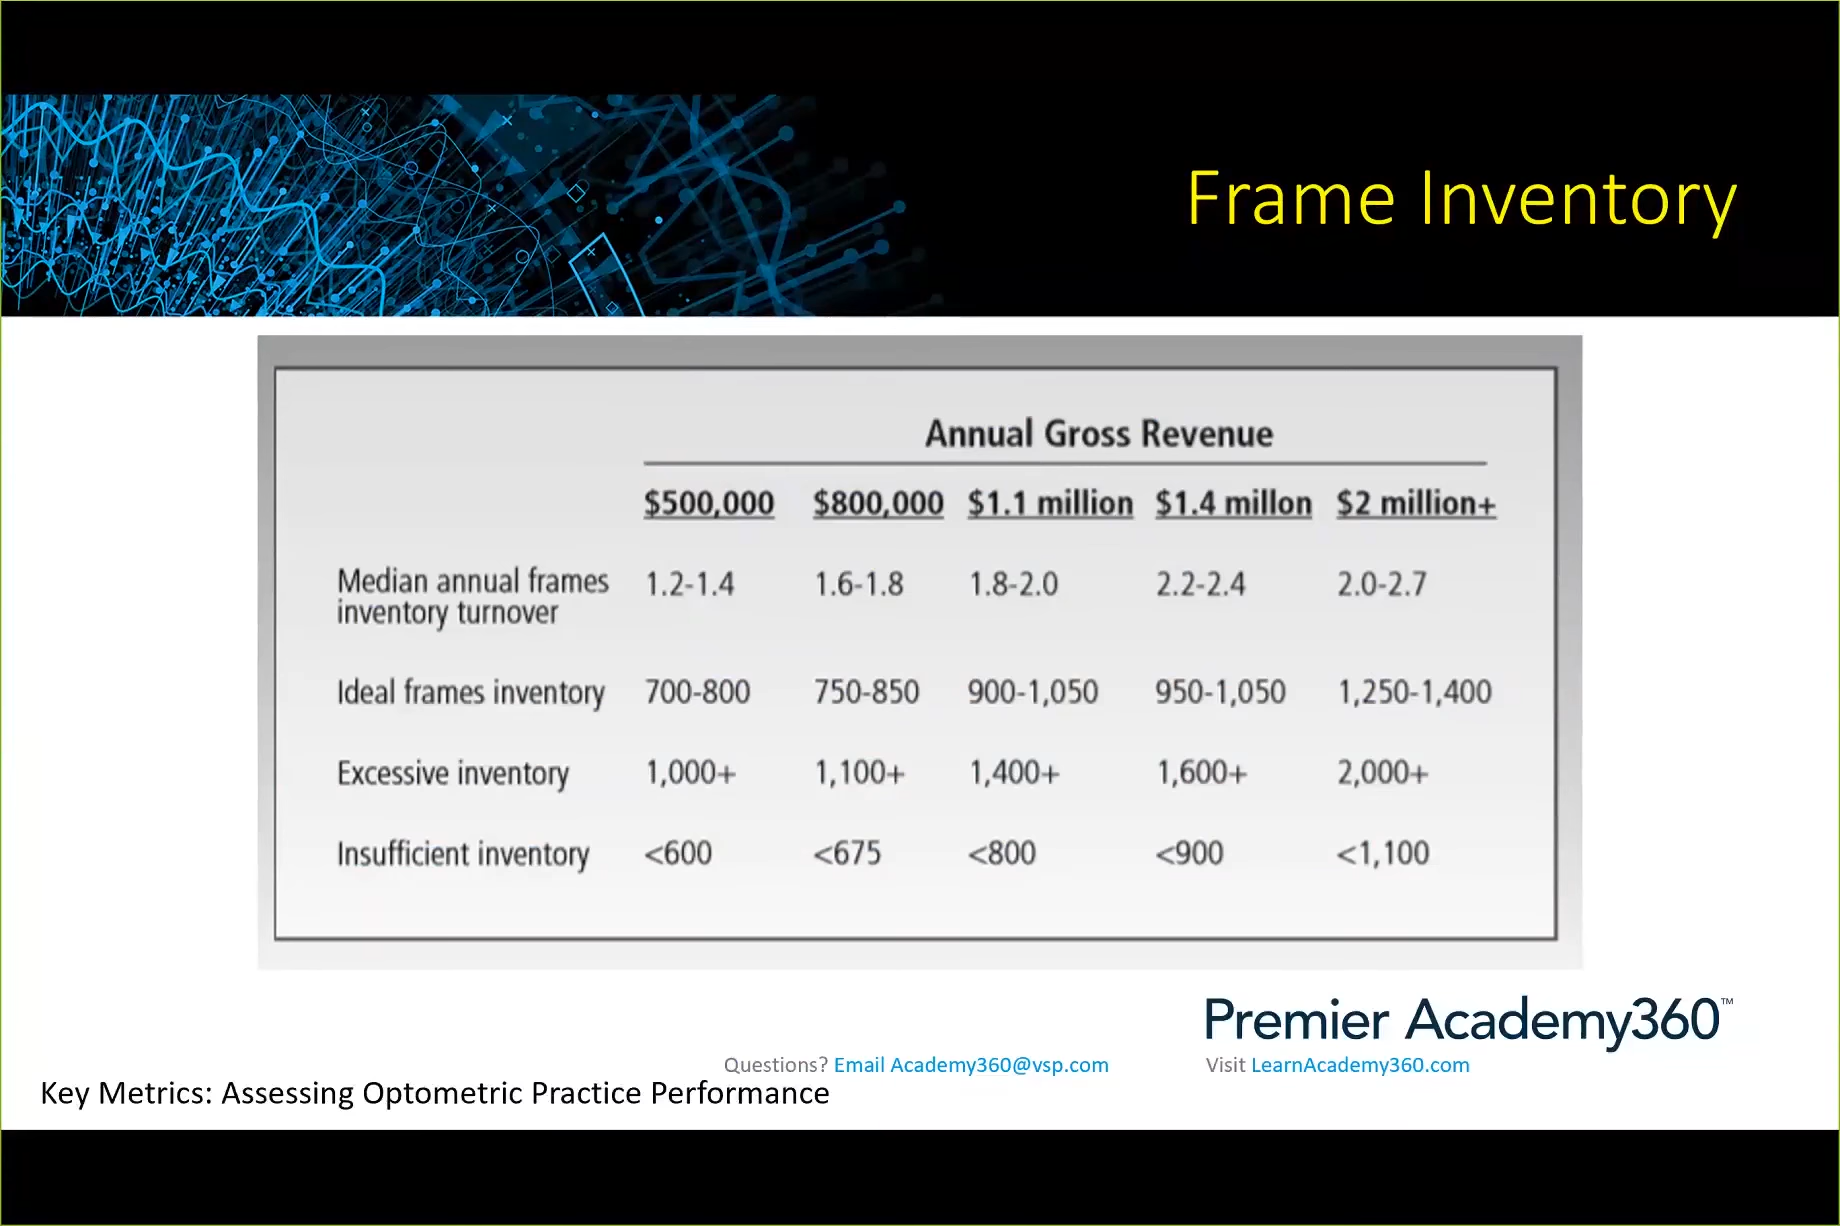 Frame Inventory
Annual Gross Revenue
$500,000 $800,000 $1.1 million $1.4 millon $2 million+
Median annual frames inventory turnover 1.2-1.4 1.6-1.8 1.8-2.0 2.2-2.4 2.0-2.7
Ideal frames inventory 700-800 750-850 900-1,050 950-1,050 1,250-1,400
Excessive inventory 1,000+ 1,100+ 1,400+ 1,600+ 2,000+
Insufficient inventory <600 <675 <800 <900 <1,100
Premier Academy360™
Questions? Email Academy360@vsp.com Visit LearnAcademy360.com
Key Metrics: Assessing Optometric Practice Performance